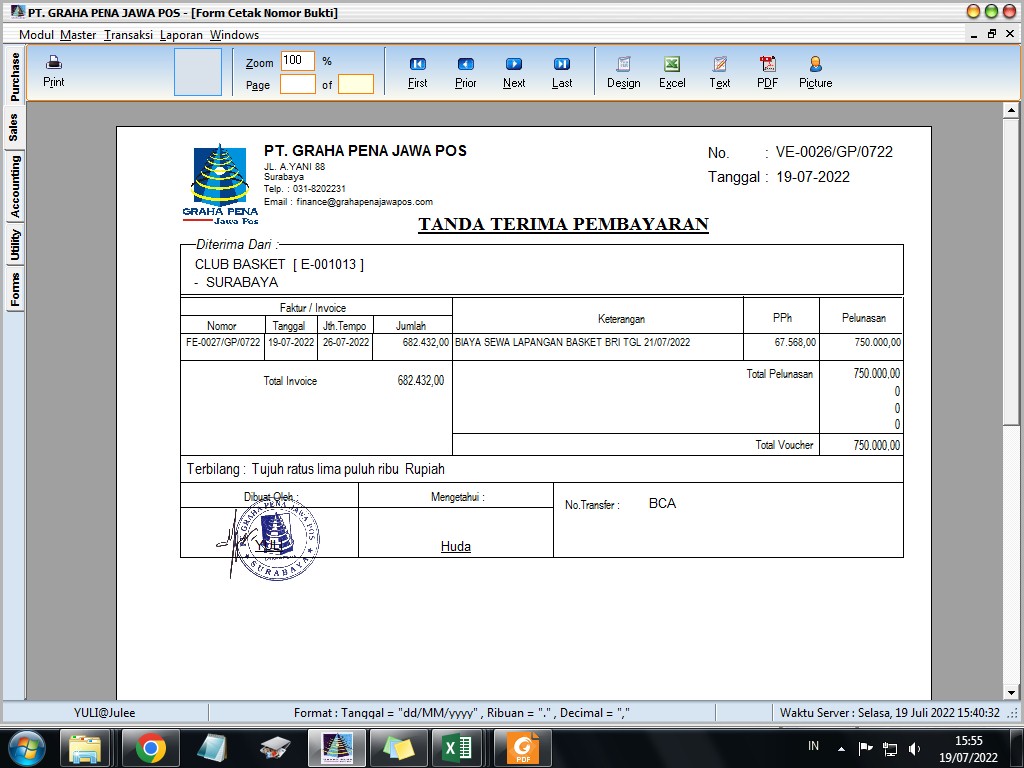 PT. GRAHA PENA JAWA POS - [Form Cetak Nomor Bukti]
Modul Master Transaksi Laporan Windows
Purchase
Sales
Accounting
Utility
Forms
Print
Zoom 100 %
Page of
First Prior Next Last Design Excel Text PDF Picture
GRAHA PENA
Jawa Pos
PT. GRAHA PENA JAWA POS
JL. A.YANI 88
Surabaya
Telp. : 031-8202231
Email : finance@grahapenajawapos.com
No. : VE-0026/GP/0722
Tanggal : 19-07-2022
TANDA TERIMA PEMBAYARAN
Diterima Dari :
CLUB BASKET [ E-001013 ]
- SURABAYA
Faktur / Invoice Keterangan PPh Pelunasan
Nomor Tanggal Jth.Tempo Jumlah
FE-0027/GP/0722 19-07-2022 26-07-2022 682.432,00 BIAYA SEWA LAPANGAN BASKET BRI TGL 21/07/2022 67.568,00 750.000,00
Total Invoice 682.432,00 Total Pelunasan 750.000,00
0
0
0
Total Voucher 750.000,00
Terbilang : Tujuh ratus lima puluh ribu Rupiah
Dibuat Oleh : Mengetahui : No.Transfer : BCA
PT. GRAHA PENA JAWA POS
YULI
SURABAYA
Huda
YULI@Julee Format : Tanggal = "dd/MM/yyyy" , Ribuan = "." , Decimal = "," Waktu Server : Selasa, 19 Juli 2022 15:40:32
PDF
IN
15:55
19/07/2022